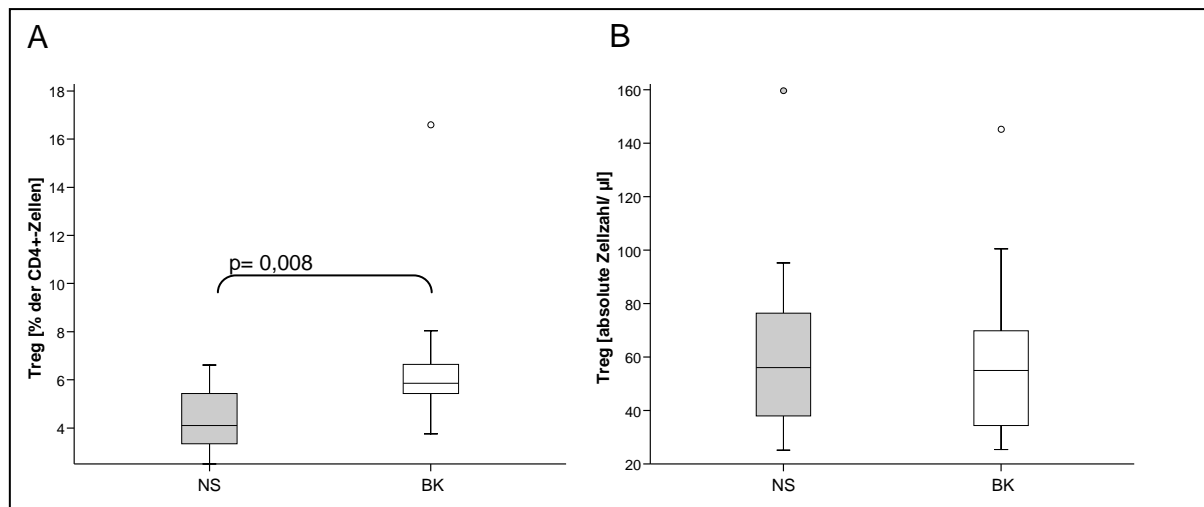 A
Treg [% der CD4+-Zellen]
18
16
14
12
10
8
6
4
p= 0,008
NS
BK
B
Treg [absolute Zellzahl/ µl]
160
140
120
100
80
60
40
20
NS
BK